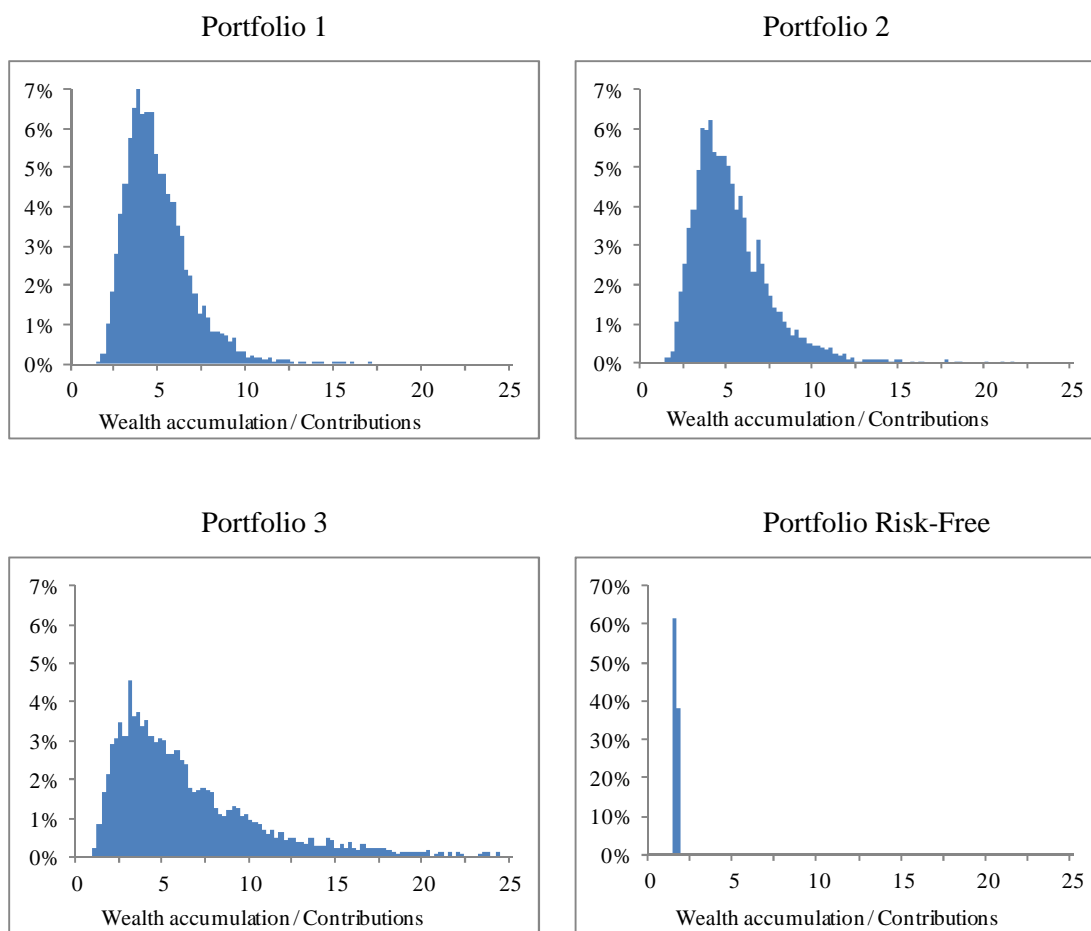 Portfolio 1
7%
6%
5%
4%
3%
2%
1%
0%
0 5 10 15 20 25
Wealth accumulation / Contributions
Portfolio 2
7%
6%
5%
4%
3%
2%
1%
0%
0 5 10 15 20 25
Wealth accumulation / Contributions
Portfolio 3
7%
6%
5%
4%
3%
2%
1%
0%
0 5 10 15 20 25
Wealth accumulation / Contributions
Portfolio Risk-Free
70%
60%
50%
40%
30%
20%
10%
0%
0 5 10 15 20 25
Wealth accumulation / Contributions